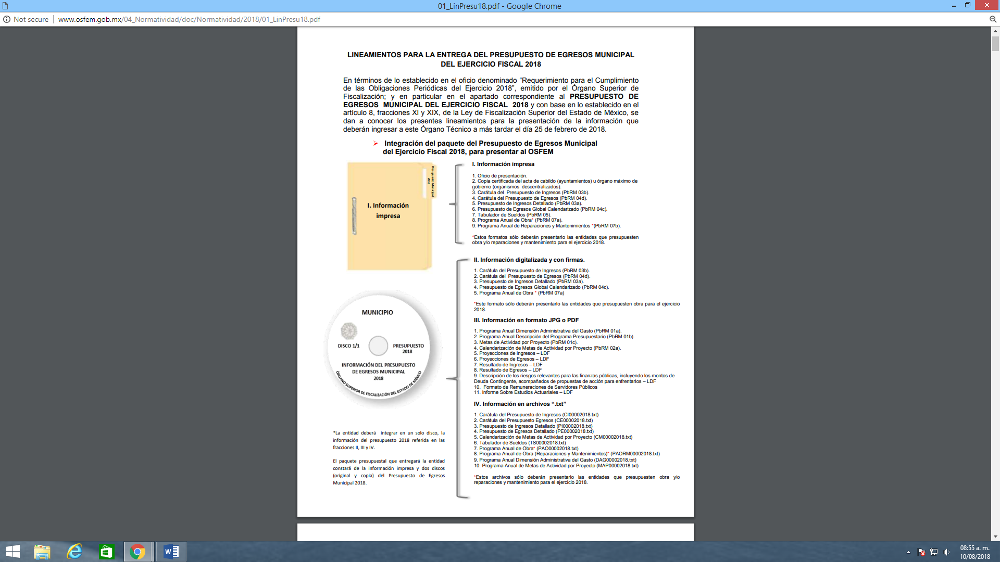 01_LinPresu18.pdf - Google Chrome
Not secure
www.osfem.gob.mx/04_Normatividad/doc/Normatividad/2018/01_LinPresu18.pdf
LINEAMIENTOS PARA LA ENTREGA DEL PRESUPUESTO DE EGRESOS MUNICIPAL
DEL EJERCICIO FISCAL 2018
En términos de lo establecido en el oficio denominado “Requerimiento para el Cumplimiento
de las Obligaciones Periódicas del Ejercicio 2018”, emitido por el Órgano Superior de
Fiscalización; y en particular en el apartado correspondiente al PRESUPUESTO DE
EGRESOS MUNICIPAL DEL EJERCICIO FISCAL 2018 y con base en lo establecido en el
artículo 8, fracciones XI y XIX, de la Ley de Fiscalización Superior del Estado de México, se
dan a conocer los presentes lineamientos para la presentación de la información que
deberán ingresar a este Órgano Técnico a más tardar el día 25 de febrero de 2018.
Integración del paquete del Presupuesto de Egresos Municipal
del Ejercicio Fiscal 2018, para presentar al OSFEM
Presupuesto Municipal
2018
I. Información
impresa
I. Información impresa
1. Oficio de presentación.
2. Copia certificada del acta de cabildo (ayuntamientos) u órgano máximo de
gobierno (organismos descentralizados).
3. Carátula del Presupuesto de Ingresos (PbRM 03b).
4. Carátula del Presupuesto de Egresos (PbRM 04d).
5. Presupuesto de Ingresos Detallado (PbRM 03a).
6. Presupuesto de Egresos Global Calendarizado (PbRM 04c).
7. Tabulador de Sueldos (PbRM 05).
8. Programa Anual de Obra* (PbRM 07a).
9. Programa Anual de Reparaciones y Mantenimientos *(PbRM 07b).
*Estos formatos sólo deberán presentarlo las entidades que presupuesten
obra y/o reparaciones y mantenimiento para el ejercicio 2018.
II. Información digitalizada y con firmas.
1. Carátula del Presupuesto de Ingresos (PbRM 03b).
2. Carátula del Presupuesto de Egresos (PbRM 04d).
3. Presupuesto de Ingresos Detallado (PbRM 03a).
4. Presupuesto de Egresos Global Calendarizado (PbRM 04c).
5. Programa Anual de Obra * (PbRM 07a)
*Este formato sólo deberán presentarlo las entidades que presupuesten obra para el ejercicio
2018.
III. Información en formato JPG o PDF
1. Programa Anual Dimensión Administrativa del Gasto (PbRM 01a).
2. Programa Anual Descripción del Programa Presupuestario (PbRM 01b).
3. Metas de Actividad por Proyecto (PbRM 01c).
4. Calendarización de Metas de Actividad por Proyecto (PbRM 02a).
5. Proyecciones de Ingresos – LDF
6. Proyecciones de Egresos – LDF
7. Resultado de Ingresos – LDF
8. Resultado de Egresos – LDF
9. Descripción de los riesgos relevantes para las finanzas públicas, incluyendo los montos de
Deuda Contingente, acompañados de propuestas de acción para enfrentarlos – LDF
10. Formato de Remuneraciones de Servidores Públicos
11. Informe Sobre Estudios Actuariales – LDF
IV. Información en archivos “.txt”
1. Carátula del Presupuesto de Ingresos (CI00002018.txt)
2. Carátula del Presupuesto Egresos (CE00002018.txt)
3. Presupuesto de Ingresos Detallado (PI00002018.txt)
4. Presupuesto de Egresos Detallado (PE00002018.txt)
5. Calendarización de Metas de Actividad por Proyecto (CM00002018.txt)
6. Tabulador de Sueldos (TS00002018.txt)
7. Programa Anual de Obra* (PAO00002018.txt)
8. Programa Anual de Obra (Reparaciones y Mantenimientos)* (PAORM00002018.txt)
9. Programa Anual Dimensión Administrativa del Gasto (DAG00002018.txt)
10. Programa Anual de Metas de Actividad por Proyecto (MAP00002018.txt)
*Estos archivos sólo deberán presentarlo las entidades que presupuesten obra y/o
reparaciones y mantenimiento para el ejercicio 2018.
MUNICIPIO
DISCO 1/1
PRESUPUESTO
2018
INFORMACIÓN DEL PRESUPUESTO
DE EGRESOS MUNICIPAL
2018
ÓRGANO SUPERIOR DE FISCALIZACIÓN DEL ESTADO DE MÉXICO
*La entidad deberá integrar en un solo disco, la
información del presupuesto 2018 referida en las
fracciones II, III y IV.
El paquete presupuestal que entregará la entidad
constará de la información impresa y dos discos
(original y copia) del Presupuesto de Egresos
Municipal 2018.
08:55 a. m.
10/08/2018